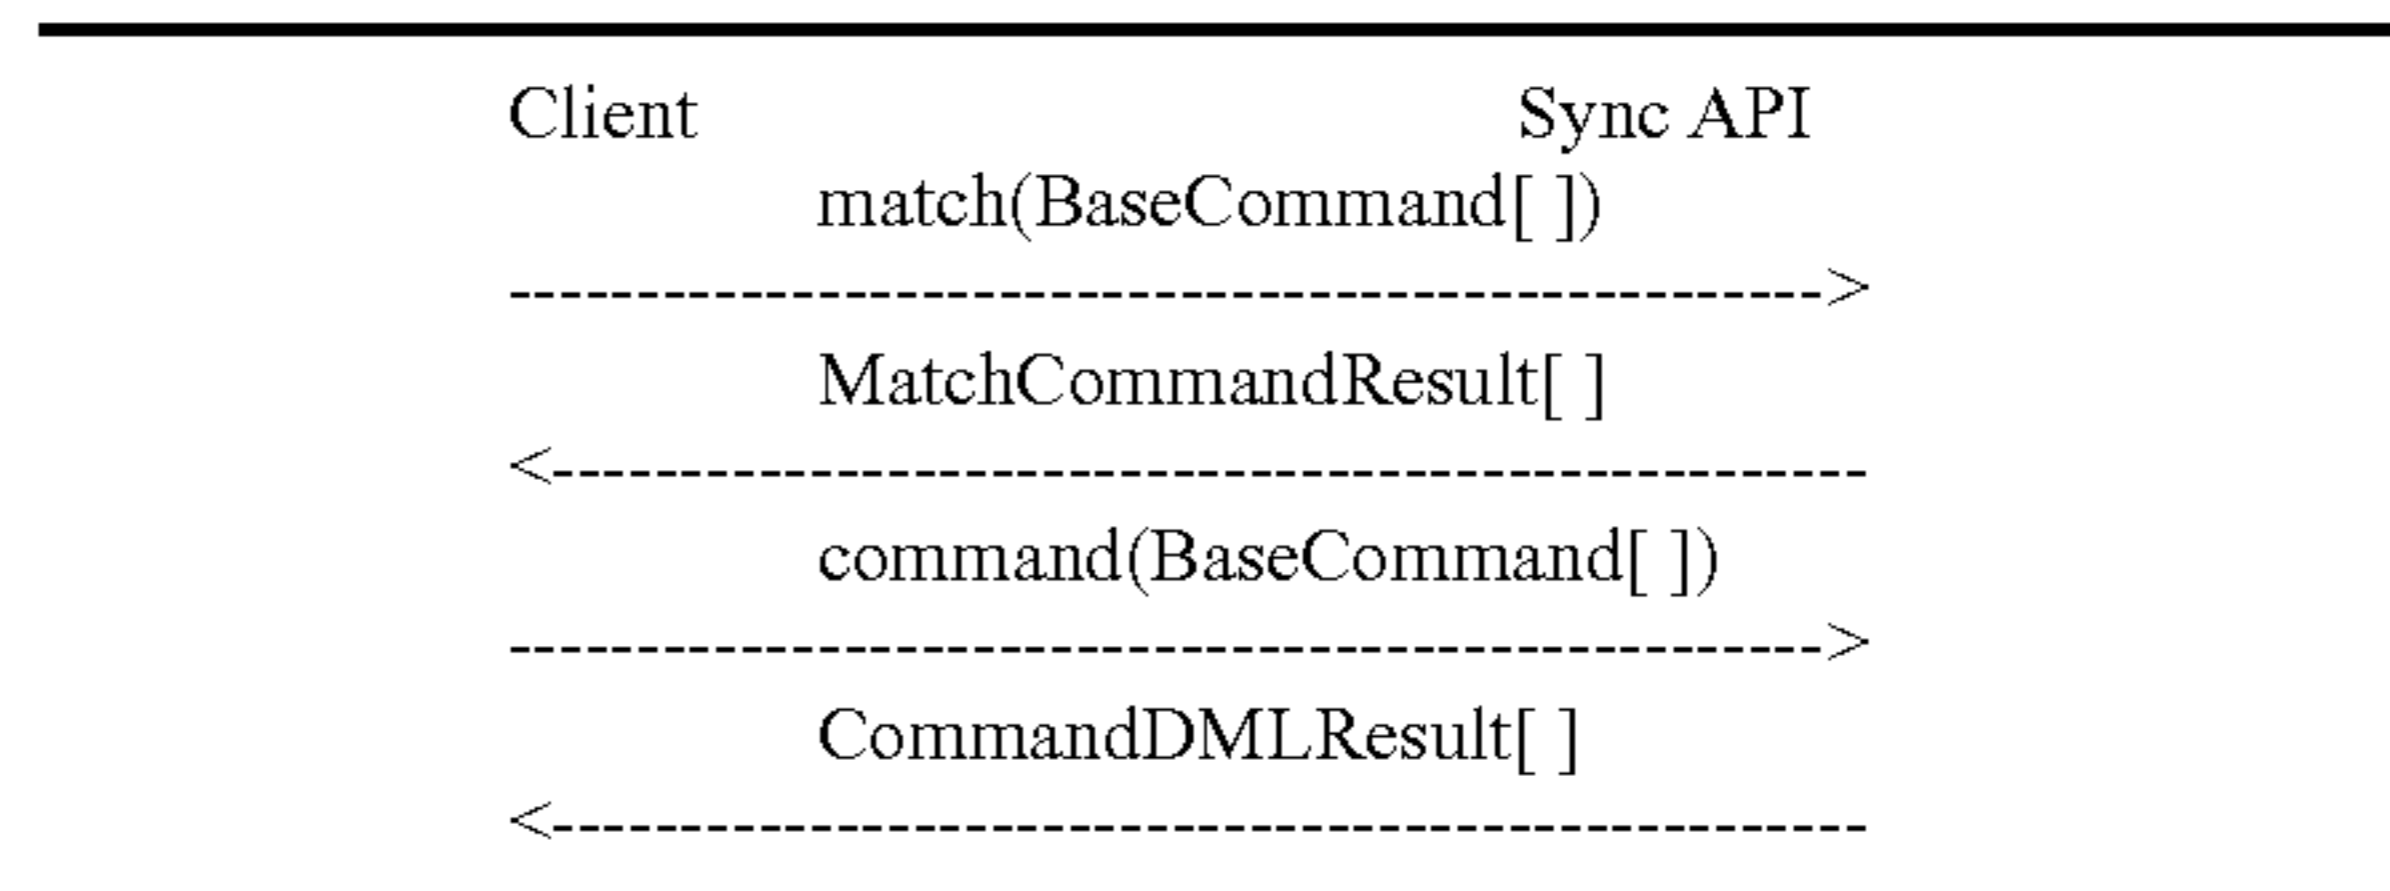 Client Sync API
match(BaseCommand[ ])
---------------------------------------------------->
MatchCommandResult[ ]
<----------------------------------------------------
command(BaseCommand[ ])
---------------------------------------------------->
CommandDMLResult[ ]
<----------------------------------------------------